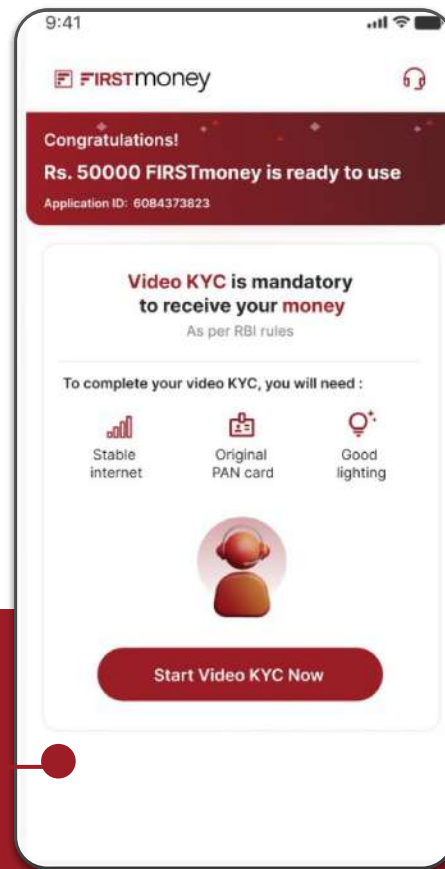 9:41
FIRSTmoney
Congratulations!
Rs. 50000 FIRSTmoney is ready to use
Application ID: 6084373823
Video KYC is mandatory
to receive your money
As per RBI rules
To complete your video KYC, you will need :
Stable
internet
Original
PAN card
Good
lighting
Start Video KYC Now